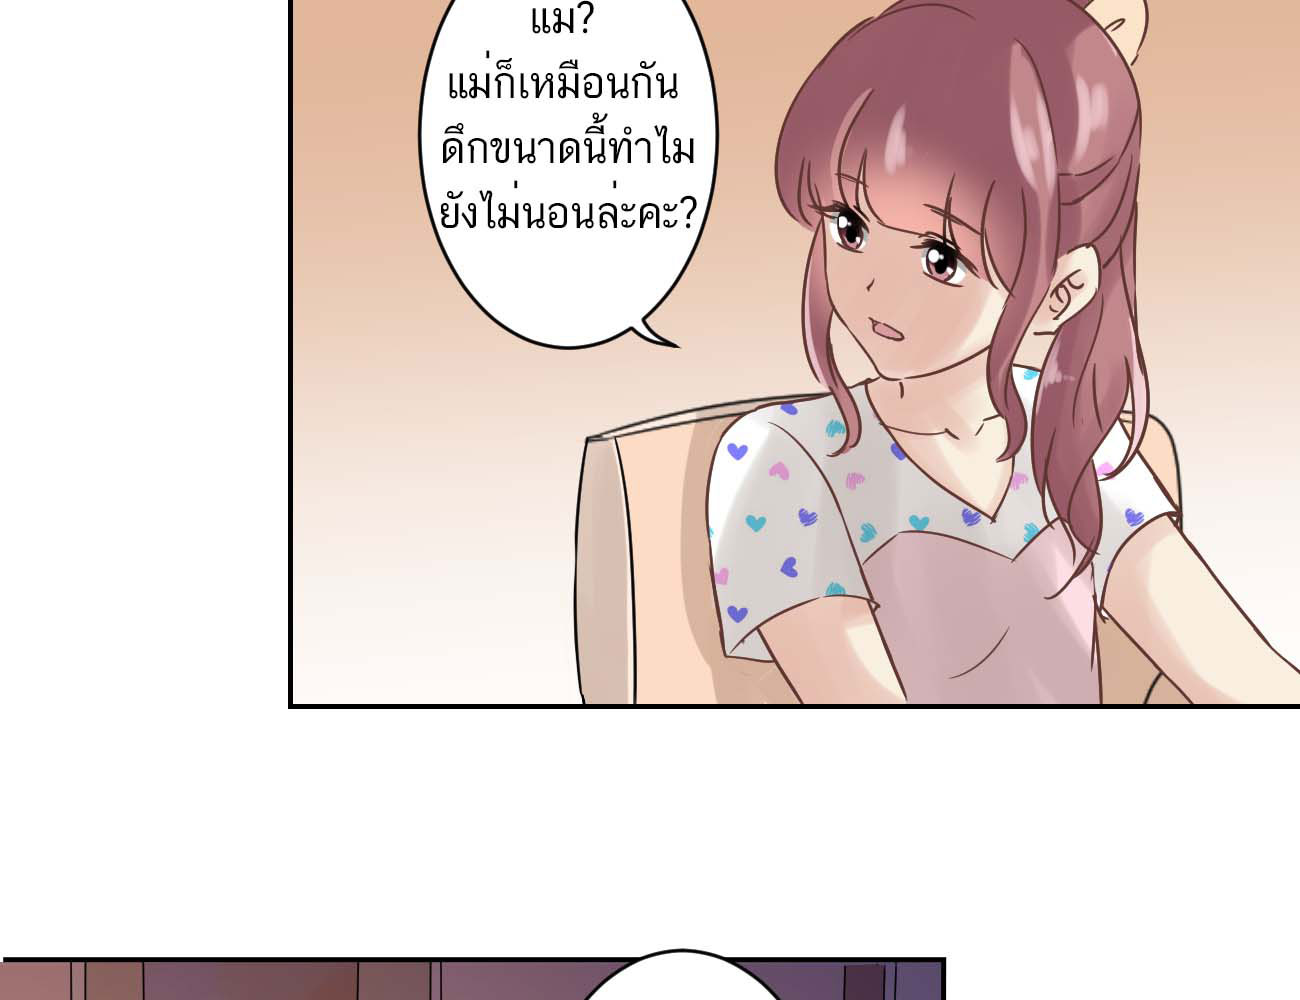 แม่?
แม่ก็เหมือนกัน
ดึกขนาดนี้ทำไม
ยังไม่นอนล่ะคะ?